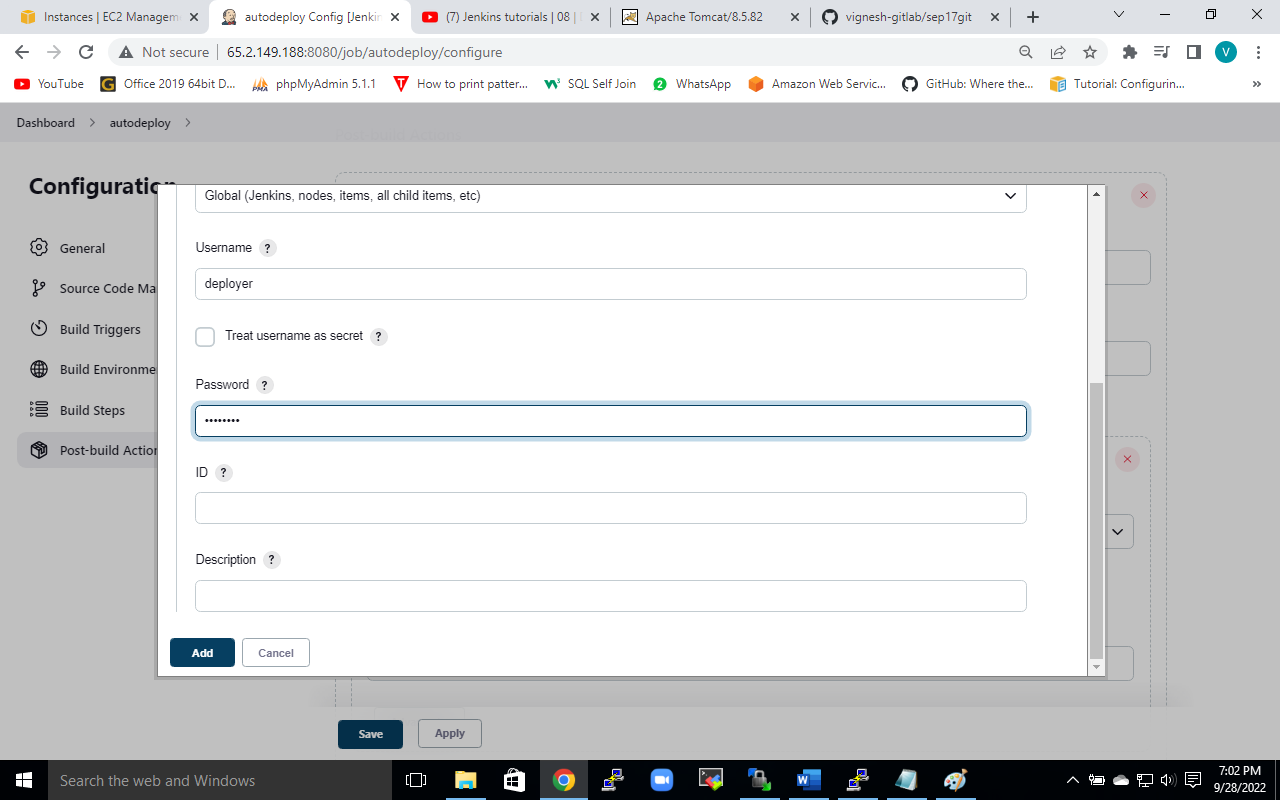 Instances | EC2 Managem
autodeploy Config [Jenki
(7) Jenkins tutorials | 08 |
Apache Tomcat/8.5.82
vignesh-gitlab/sep17git
Not secure
65.2.149.188:8080/job/autodeploy/configure
V
YouTube
Office 2019 64bit D...
phpMyAdmin 5.1.1
How to print patter...
SQL Self Join
WhatsApp
Amazon Web Servic...
GitHub: Where the...
Tutorial: Configurin...
»
Dashboard
autodeploy
Configuration
General
Source Code Ma
Build Triggers
Build Environme
Build Steps
Post-build Action
Global (Jenkins, nodes, items, all child items, etc)
Username ?
deployer
Treat username as secret ?
Password ?
••••••••
ID ?
Description ?
Add
Cancel
Save
Apply
Search the web and Windows
7:02 PM
9/28/2022